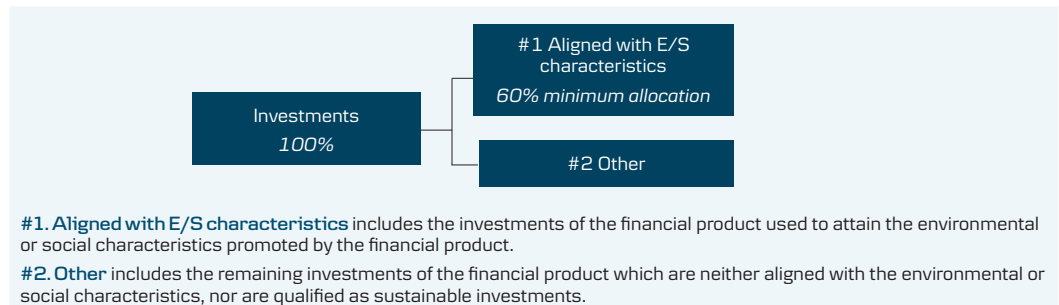 #1 Aligned with E/S
characteristics
60% minimum allocation
Investments
100%
#2 Other
#1. Aligned with E/S characteristics includes the investments of the financial product used to attain the environmental
or social characteristics promoted by the financial product.
#2. Other includes the remaining investments of the financial product which are neither aligned with the environmental or
social characteristics, nor are qualified as sustainable investments.